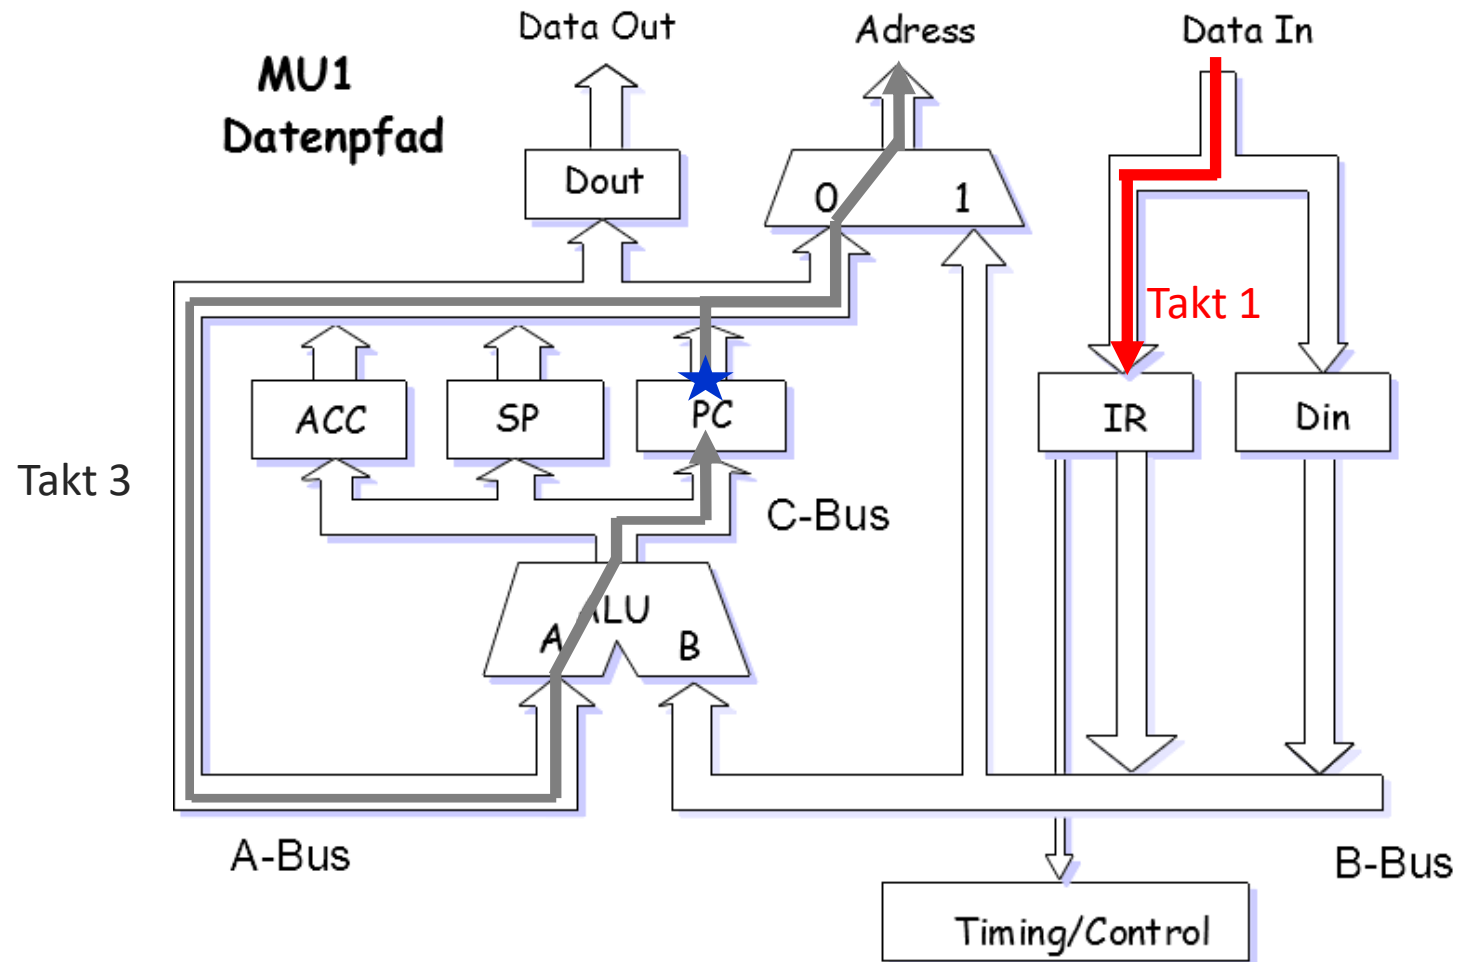 Data Out
Adress
Data In
MU1
Datenpfad
Dout
0
1
Takt 1
ACC
SP
PC
IR
Din
Takt 3
C-Bus
ALU
A
B
A-Bus
B-Bus
Timing/Control